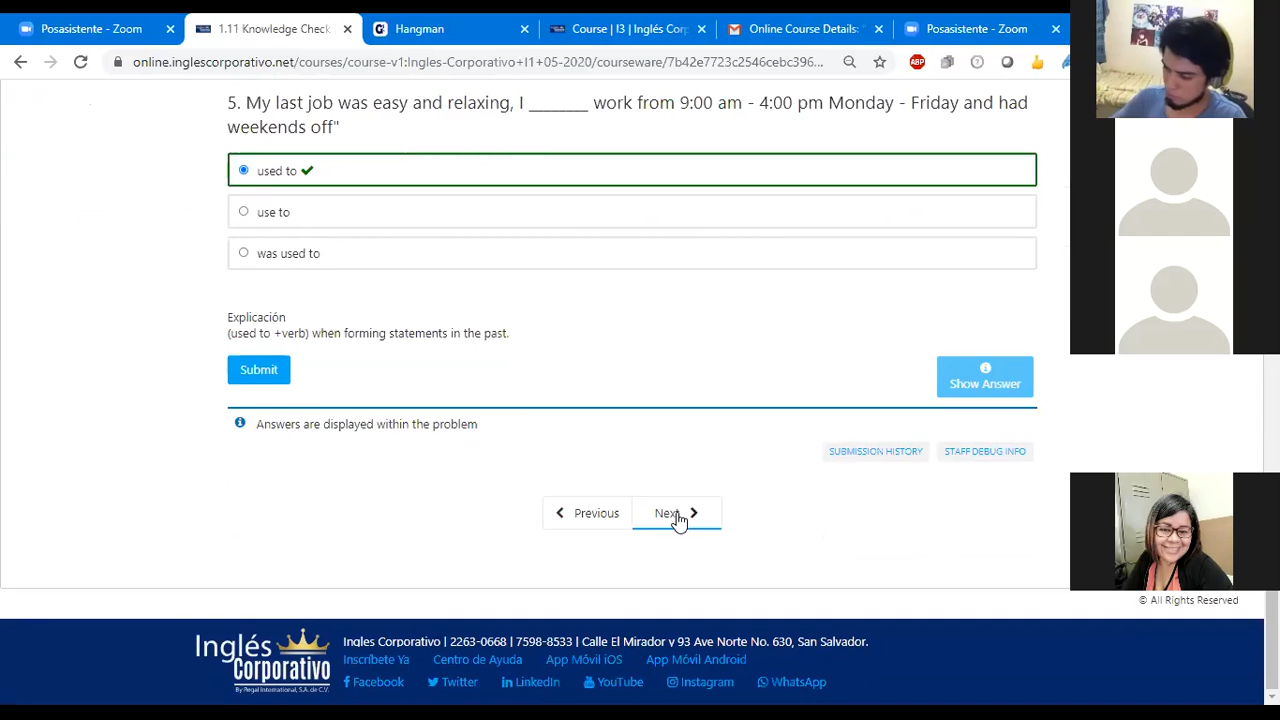 Posasistente - Zoom
1.11 Knowledge Check
Hangman
Course | I3 | Inglés Corp
Online Course Details:
Posasistente - Zoom
online.inglescorporativo.net/courses/course-v1:Ingles-Corporativo+I1+05-2020/courseware/7b42e7723c2546cebc396...
ABP
5. My last job was easy and relaxing, I _______ work from 9:00 am - 4:00 pm Monday - Friday and had
weekends off"
used to
use to
was used to
Explicación
(used to +verb) when forming statements in the past.
Submit
Show Answer
Answers are displayed within the problem
SUBMISSION HISTORY
STAFF DEBUG INFO
Previous
Next
© All Rights Reserved
Inglés
Corporativo
By Regal International, S.A. de C.V.
Ingles Corporativo | 2263-0668 | 7598-8533 | Calle El Mirador y 93 Ave Norte No. 630, San Salvador.
Inscríbete Ya Centro de Ayuda App Móvil iOS App Móvil Android
Facebook Twitter LinkedIn YouTube Instagram WhatsApp